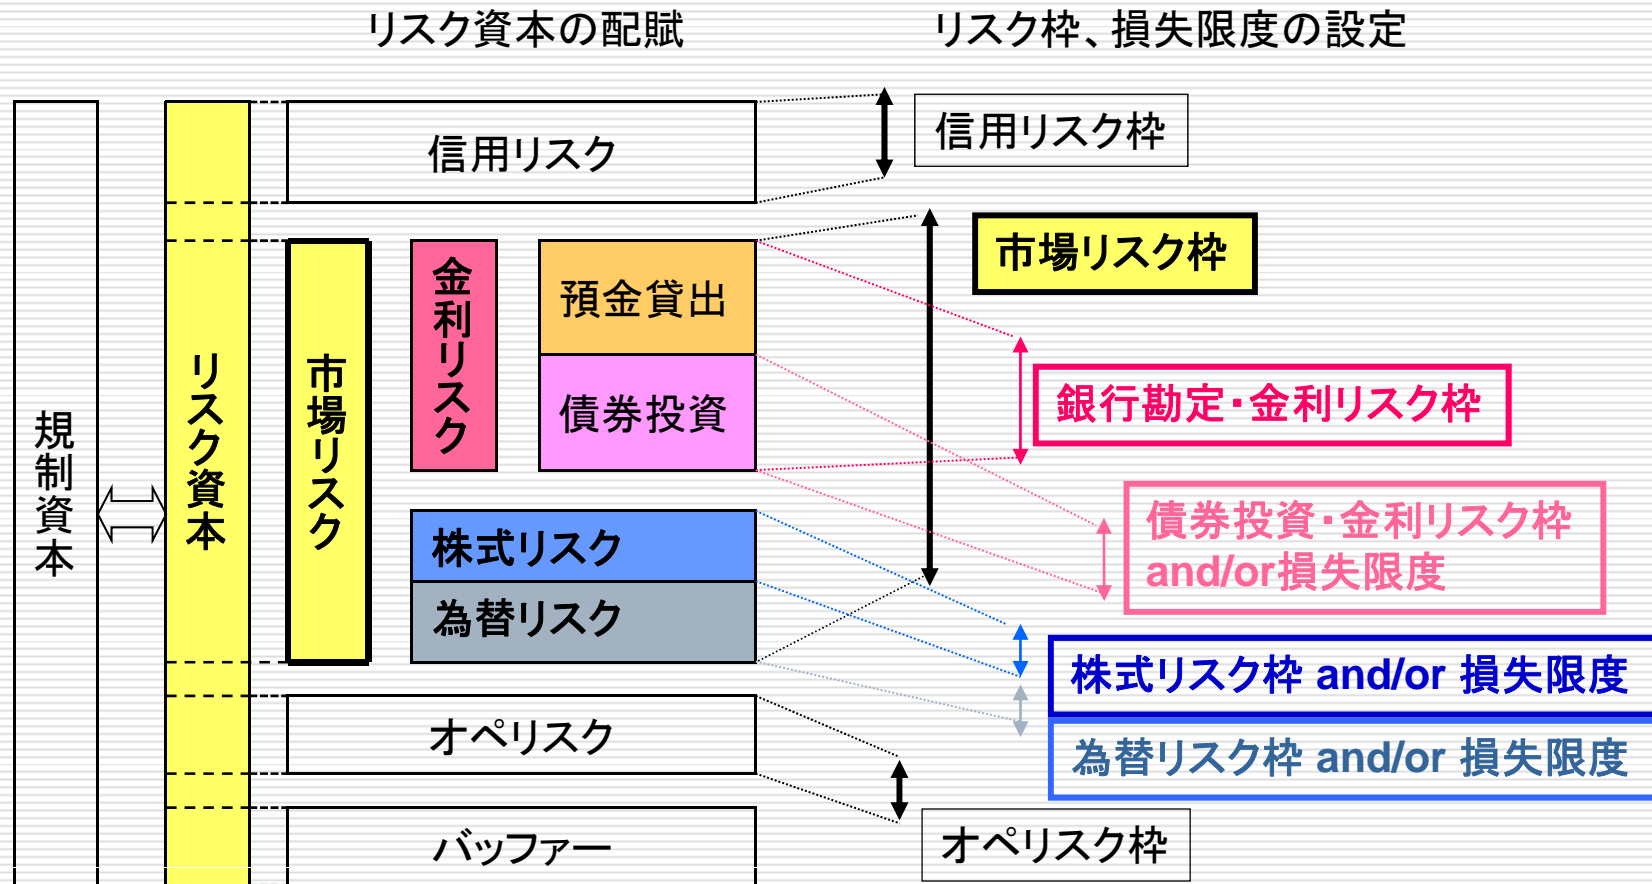 リスク資本の配賦
リスク枠、損失限度の設定
規制資本
リスク資本
信用リスク
信用リスク枠
市場リスク
金利リスク
預金貸出
債券投資
株式リスク
為替リスク
市場リスク枠
銀行勘定・金利リスク枠
債券投資・金利リスク枠
and/or損失限度
株式リスク枠 and/or 損失限度
為替リスク枠 and/or 損失限度
オペリスク
オペリスク枠
バッファー